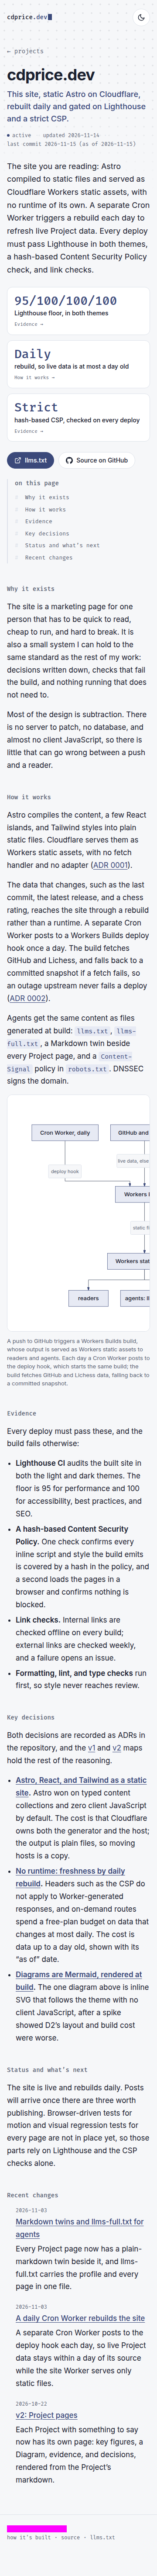 cdprice.dev
← projects
cdprice.dev
This site, static Astro on Cloudflare,
rebuilt daily and gated on Lighthouse
and a strict CSP.
active updated 2026-11-14
last commit 2026-11-15 (as of 2026-11-15)
The site you are reading: Astro
compiled to static files and served as
Cloudflare Workers static assets, with
no runtime of its own. A separate Cron
Worker triggers a rebuild each day to
refresh live Project data. Every deploy
must pass Lighthouse in both themes,
a hash-based Content Security Policy
check, and link checks.
95/100/100/100
Lighthouse floor, in both themes
Evidence →
Daily
rebuild, so live data is at most a day old
How it works →
Strict
hash-based CSP, checked on every deploy
Evidence →
llms.txt
Source on GitHub
on this page
Why it exists
How it works
Evidence
Key decisions
Status and what's next
Recent changes
Why it exists
The site is a marketing page for one
person that has to be quick to read,
cheap to run, and hard to break. It is
also a small system I can hold to the
same standard as the rest of my work:
decisions written down, checks that fail
the build, and nothing running that does
not need to.
Most of the design is subtraction. There
is no server to patch, no database, and
almost no client JavaScript, so there is
little that can go wrong between a push
and a reader.
How it works
Astro compiles the content, a few React
islands, and Tailwind styles into plain
static files. Cloudflare serves them as
Workers static assets, with no fetch
handler and no adapter (ADR 0001).
The data that changes, such as the last
commit, the latest release, and a chess
rating, reaches the site through a rebuild
rather than a runtime. A separate Cron
Worker posts to a Workers Builds deploy
hook once a day. The build fetches
GitHub and Lichess, and falls back to a
committed snapshot if a fetch fails, so
an outage upstream never fails a deploy
(ADR 0002).
Agents get the same content as files
generated at build: llms.txt, llms-
full.txt, a Markdown twin beside
every Project page, and a Content-
Signal policy in robots.txt. DNSSEC
signs the domain.
Cron Worker, daily
GitHub and
deploy hook
live data, else
Workers
static f
Workers stat
readers
agents: ll
A push to GitHub triggers a Workers Builds build,
whose output is served as Workers static assets to
readers and agents. Each day a Cron Worker posts to
the deploy hook, which starts the same build; the
build fetches GitHub and Lichess data, falling back to
a committed snapshot.
Evidence
Every deploy must pass these, and the
build fails otherwise:
• Lighthouse CI audits the built site in
both the light and dark themes. The
floor is 95 for performance and 100
for accessibility, best practices, and
SEO.
• A hash-based Content Security
Policy. One check confirms every
inline script and style the build emits
is covered by a hash in the policy, and
a second loads the pages in a
browser and confirms nothing is
blocked.
• Link checks. Internal links are
checked offline on every build;
external links are checked weekly,
and a failure opens an issue.
• Formatting, lint, and type checks run
first, so style never reaches review.
Key decisions
Both decisions are recorded as ADRs in
the repository, and the v1 and v2 maps
hold the rest of the reasoning.
• Astro, React, and Tailwind as a static
site. Astro won on typed content
collections and zero client JavaScript
by default. The cost is that Cloudflare
owns both the generator and the host;
the output is plain files, so moving
hosts is a copy.
• No runtime: freshness by daily
rebuild. Headers such as the CSP do
not apply to Worker-generated
responses, and on-demand routes
spend a free-plan budget on data that
changes at most daily. The cost is
data up to a day old, shown with its
“as of” date.
• Diagrams are Mermaid, rendered at
build. The one diagram above is inline
SVG that follows the theme with no
client JavaScript, after a spike
showed D2's layout and build cost
were worse.
Status and what's next
The site is live and rebuilds daily. Posts
will arrive once there are three worth
publishing. Browser-driven tests for
motion and visual regression tests for
every page are not in place yet, so those
parts rely on Lighthouse and the CSP
checks alone.
Recent changes
2026-11-03
Markdown twins and llms-full.txt for
agents
Every Project page now has a plain-
markdown twin beside it, and llms-
full.txt carries the profile and every
page in one file.
2026-11-03
A daily Cron Worker rebuilds the site
A separate Cron Worker posts to the
deploy hook each day, so live Project
data stays within a day of its source
while the site Worker serves only
static files.
2026-10-22
v2: Project pages
Each Project with something to say
now has its own page: key figures, a
Diagram, evidence, and decisions,
rendered from the Project's
markdown.
how it's built · source · llms.txt